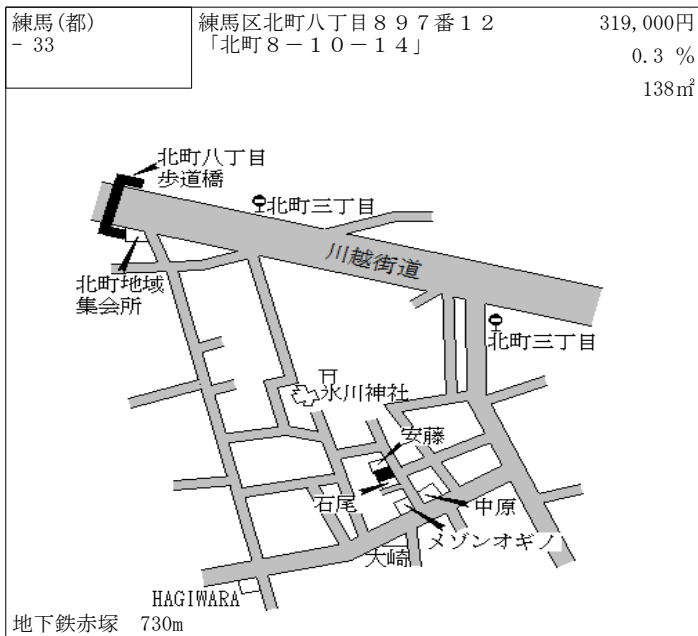 練馬(都)
- 33
練馬区北町八丁目８９７番１２
「北町８－１０－１４」
319,000円
0.3 %
138㎡
北町八丁目
歩道橋
北町三丁目
川越街道
北町地域
集会所
北町三丁目
氷川神社
安藤
石尾
中原
メゾンオギノ
大崎
HAGIWARA
地下鉄赤塚 730m